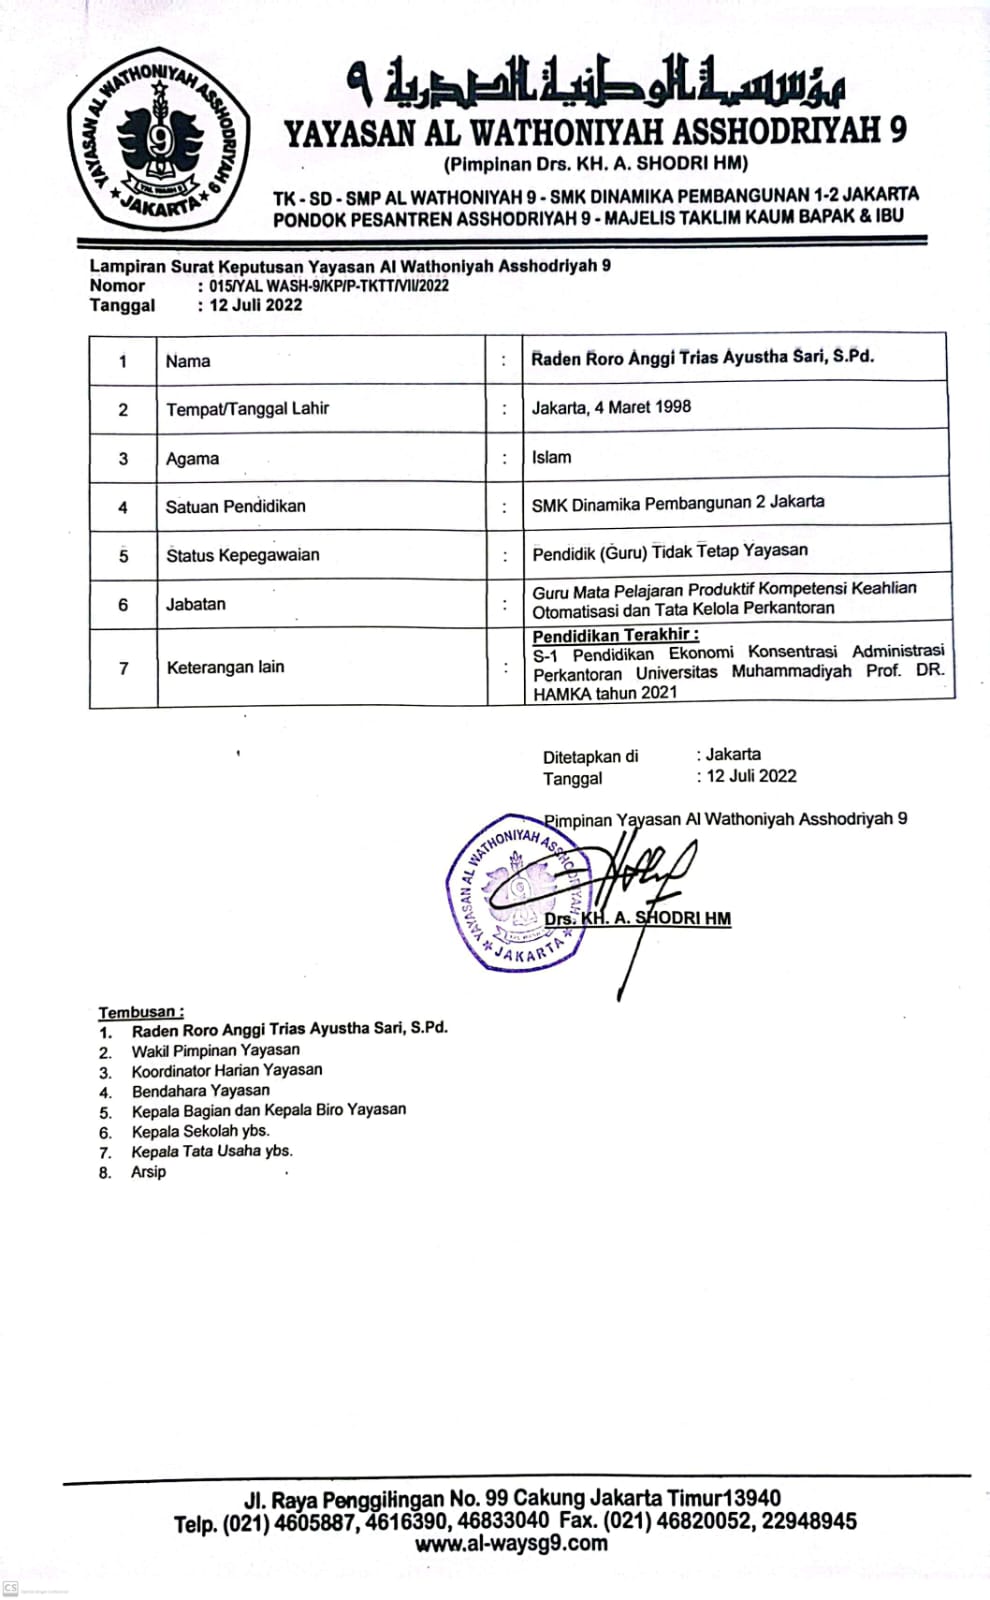 YAYASAN AL WATHONIYAH ASSHODRIYAH 9
JAKARTA
9
YAL WASH 9
مؤسسة الوطنية الصدرية ٩
YAYASAN AL WATHONIYAH ASSHODRIYAH 9
(Pimpinan Drs. KH. A. SHODRI HM)
TK - SD - SMP AL WATHONIYAH 9 - SMK DINAMIKA PEMBANGUNAN 1-2 JAKARTA
PONDOK PESANTREN ASSHODRIYAH 9 - MAJELIS TAKLIM KAUM BAPAK & IBU
Lampiran Surat Keputusan Yayasan Al Wathoniyah Asshodriyah 9
Nomor : 015/YAL WASH-9/KP/P-TKTT/VII/2022
Tanggal : 12 Juli 2022
1 Nama : Raden Roro Anggi Trias Ayustha Sari, S.Pd.
2 Tempat/Tanggal Lahir : Jakarta, 4 Maret 1998
3 Agama : Islam
4 Satuan Pendidikan : SMK Dinamika Pembangunan 2 Jakarta
5 Status Kepegawaian : Pendidik (Guru) Tidak Tetap Yayasan
6 Jabatan : Guru Mata Pelajaran Produktif Kompetensi Keahlian
Otomatisasi dan Tata Kelola Perkantoran
7 Keterangan lain : Pendidikan Terakhir :
S-1 Pendidikan Ekonomi Konsentrasi Administrasi
Perkantoran Universitas Muhammadiyah Prof. DR.
HAMKA tahun 2021
Ditetapkan di : Jakarta
Tanggal : 12 Juli 2022
Pimpinan Yayasan Al Wathoniyah Asshodriyah 9
YAYASAN AL WATHONIYAH ASSHODRIYAH
JAKARTA
Drs. KH. A. SHODRI HM
Tembusan :
1. Raden Roro Anggi Trias Ayustha Sari, S.Pd.
2. Wakil Pimpinan Yayasan
3. Koordinator Harian Yayasan
4. Bendahara Yayasan
5. Kepala Bagian dan Kepala Biro Yayasan
6. Kepala Sekolah ybs.
7. Kepala Tata Usaha ybs.
8. Arsip
Jl. Raya Penggilingan No. 99 Cakung Jakarta Timur13940
Telp. (021) 4605887, 4616390, 46833040 Fax. (021) 46820052, 22948945
www.al-waysg9.com
CS